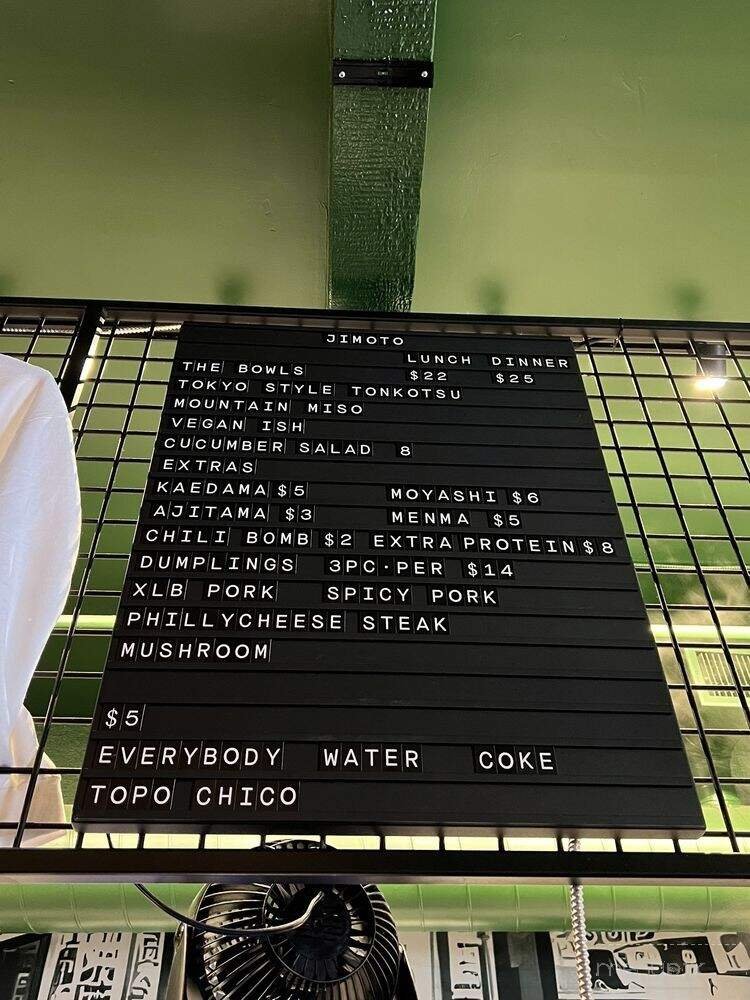 JIMOTO
LUNCH DINNER
THE BOWLS $22 $25
TOKYO STYLE TONKOTSU
MOUNTAIN MISO
VEGAN ISH
CUCUMBER SALAD 8
EXTRAS
KAEDAMA $5 MOYASHI $6
AJITAMA $3 MENMA $5
CHILI BOMB $2 EXTRA PROTEIN $8
DUMPLINGS 3PC·PER $14
XLB PORK SPICY PORK
PHILLYCHEESE STEAK
MUSHROOM
$5
EVERYBODY WATER COKE
TOPO CHICO